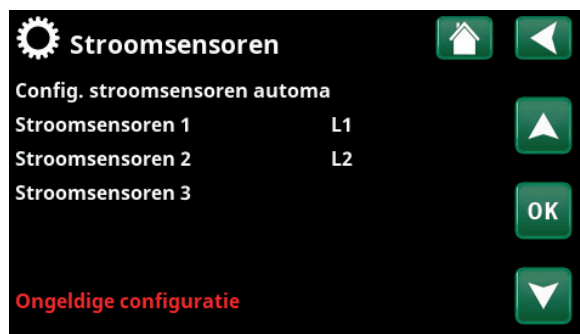 Stroomsensoren
Config. stroomsensoren automa
Stroomsensoren 1 L1
Stroomsensoren 2 L2
Stroomsensoren 3
OK
Ongeldige configuratie